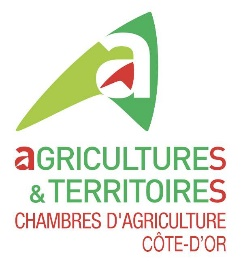 a
aGRICULTURES
& TERRITOIRES
CHAMBRES D'AGRICULTURE
CÔTE-D'OR